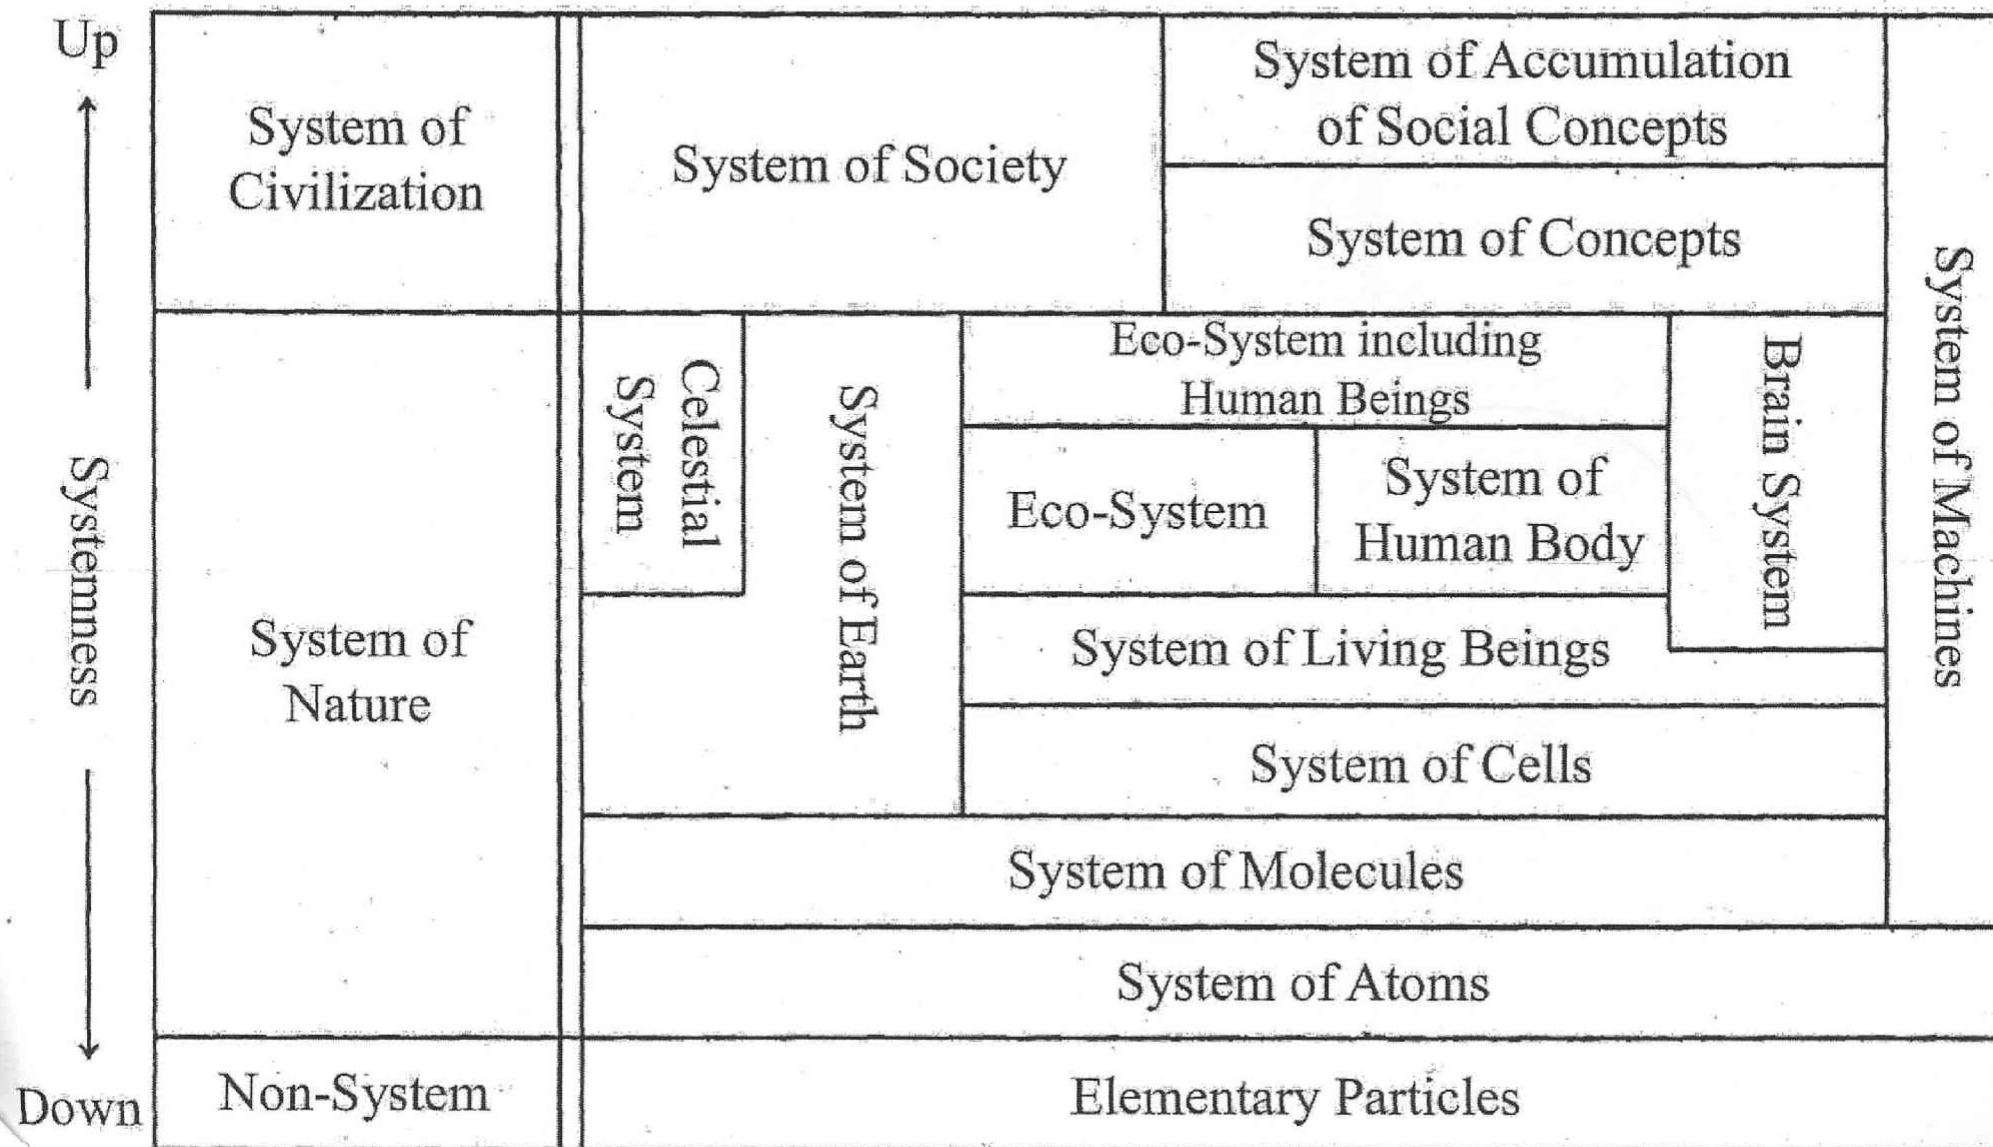 Up
Systemness
Down
System of
Civilization
System of
Nature
Non-System
System of Society
System of Accumulation
of Social Concepts
System of Concepts
System of Machines
Celestial
System
System of Earth
Eco-System including
Human Beings
Brain System
Eco-System
System of
Human Body
System of Living Beings
System of Cells
System of Molecules
System of Atoms
Elementary Particles